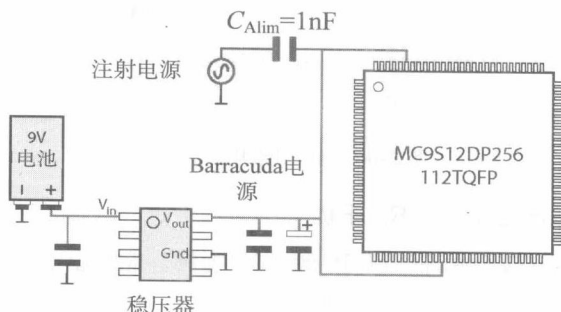 C_Alim=1nF
注射电源
9V
电池
Barracuda电
源
MC9S12DP256
112TQFP
V_in
V_out
Gnd
稳压器